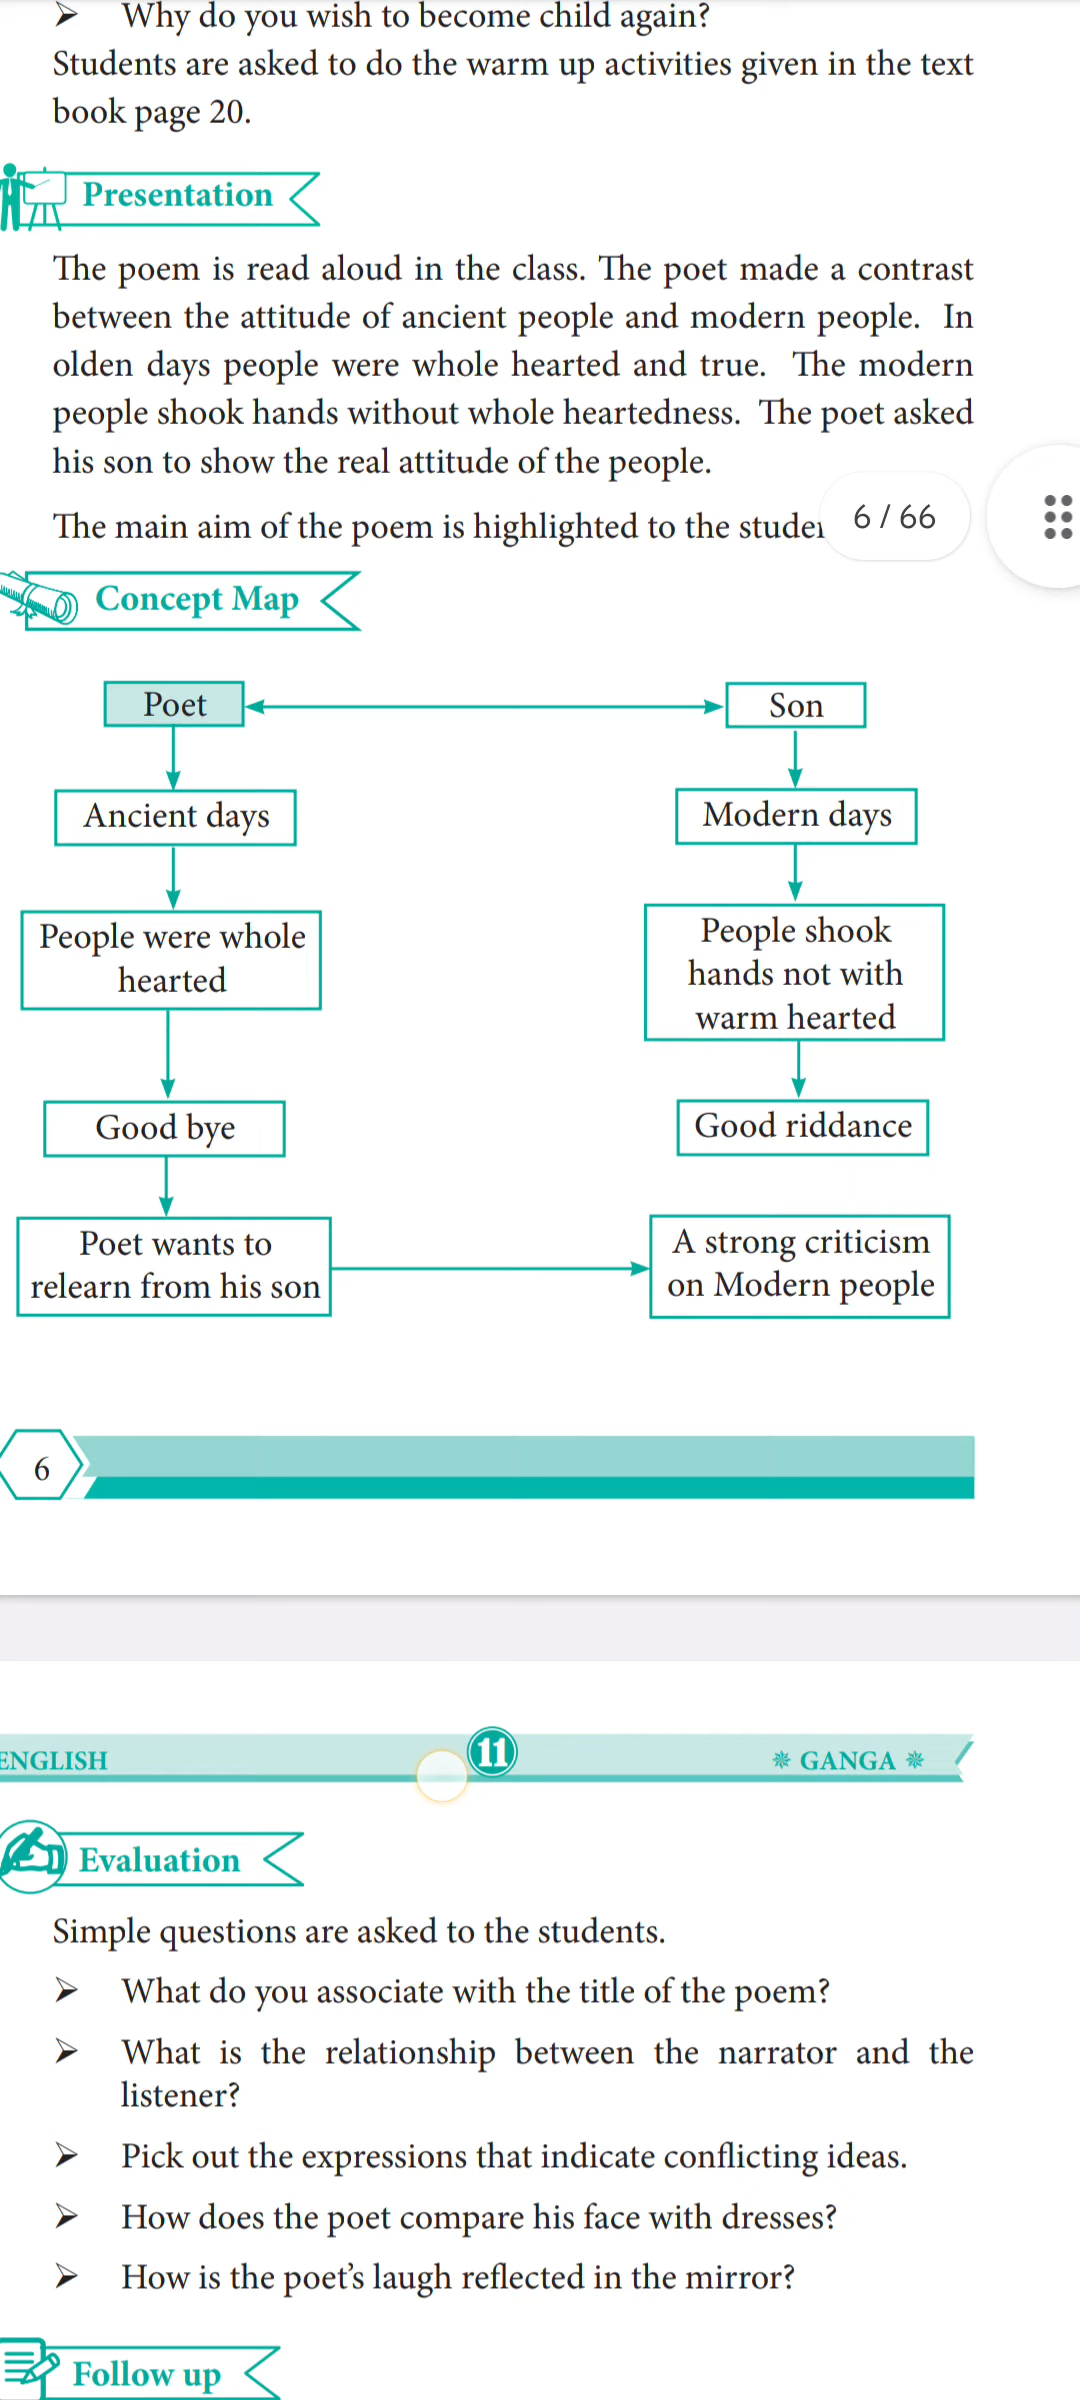 ➢ Why do you wish to become child again?
Students are asked to do the warm up activities given in the text
book page 20.
Presentation
The poem is read aloud in the class. The poet made a contrast
between the attitude of ancient people and modern people. In
olden days people were whole hearted and true. The modern
people shook hands without whole heartedness. The poet asked
his son to show the real attitude of the people.
The main aim of the poem is highlighted to the
6 / 66
Concept Map
Poet
Son
Ancient days
Modern days
People were whole
hearted
People shook
hands not with
warm hearted
Good bye
Good riddance
Poet wants to
relearn from his son
A strong criticism
on Modern people
6
ENGLISH
11
GANGA
Evaluation
Simple questions are asked to the students.
➢ What do you associate with the title of the poem?
➢ What is the relationship between the narrator and the
listener?
➢ Pick out the expressions that indicate conflicting ideas.
➢ How does the poet compare his face with dresses?
➢ How is the poet's laugh reflected in the mirror?
Follow up